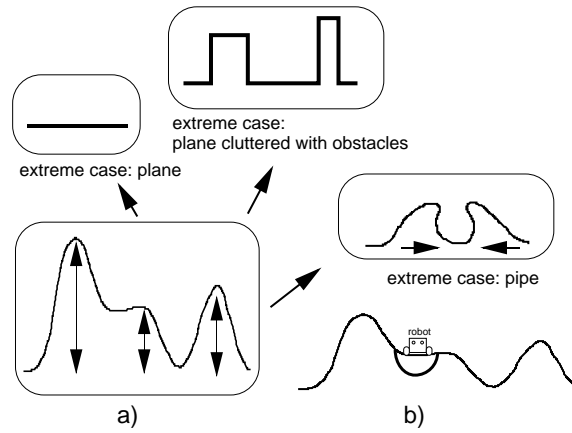 extreme case:
plane cluttered with obstacles
extreme case: plane
extreme case: pipe
robot
a)
b)